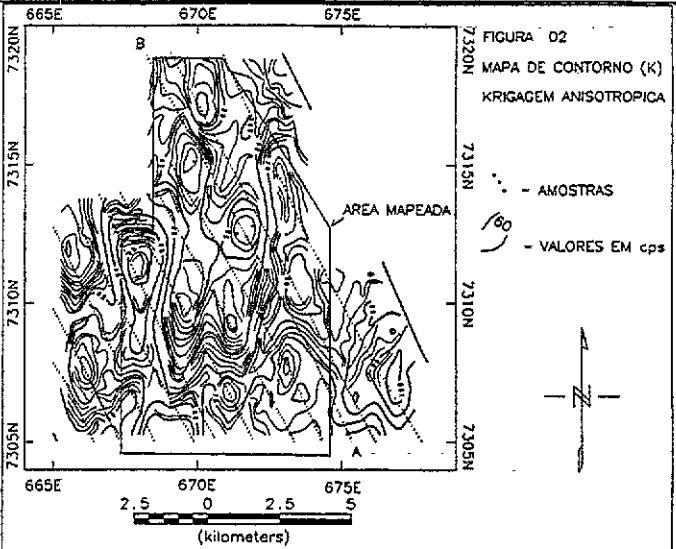 665E 670E 675E
7320N
7320N
B
FIGURA 02
MAPA DE CONTORNO (K)
KRIGAGEM ANISOTROPICA
7315N
7315N
- AMOSTRAS
AREA MAPEADA
60
- VALORES EM cps
7310N
7310N
N
7305N
7305N
A
665E 670E 675E
2.5 0 2.5 5
(kilometers)